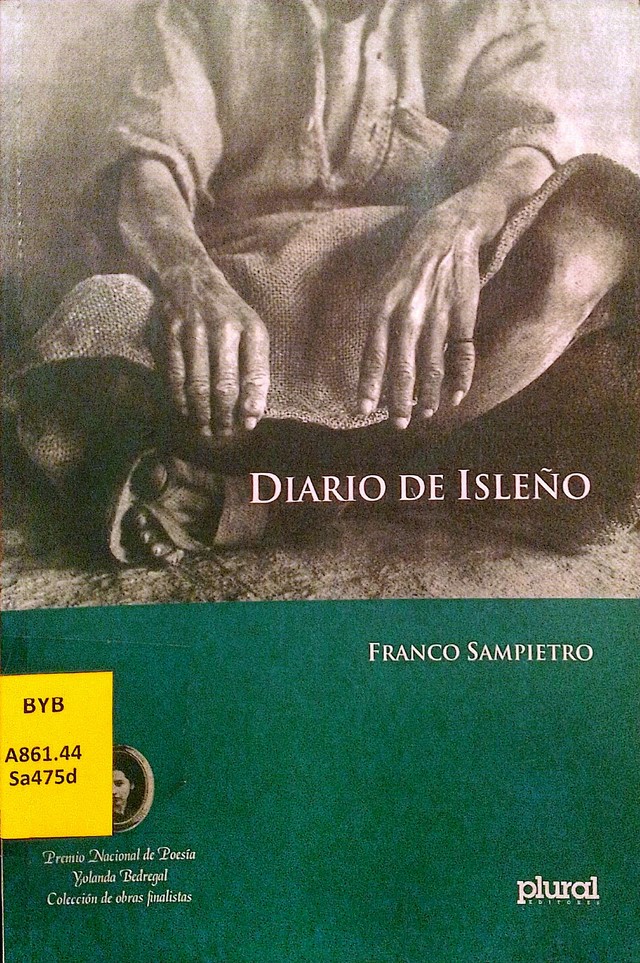 DIARIO DE ISLEÑO
FRANCO SAMPIETRO
BYB
A861.44
Sa475d
Premio Nacional de Poesía
Yolanda Bedregal
Colección de obras finalistas
plural
EDITORES